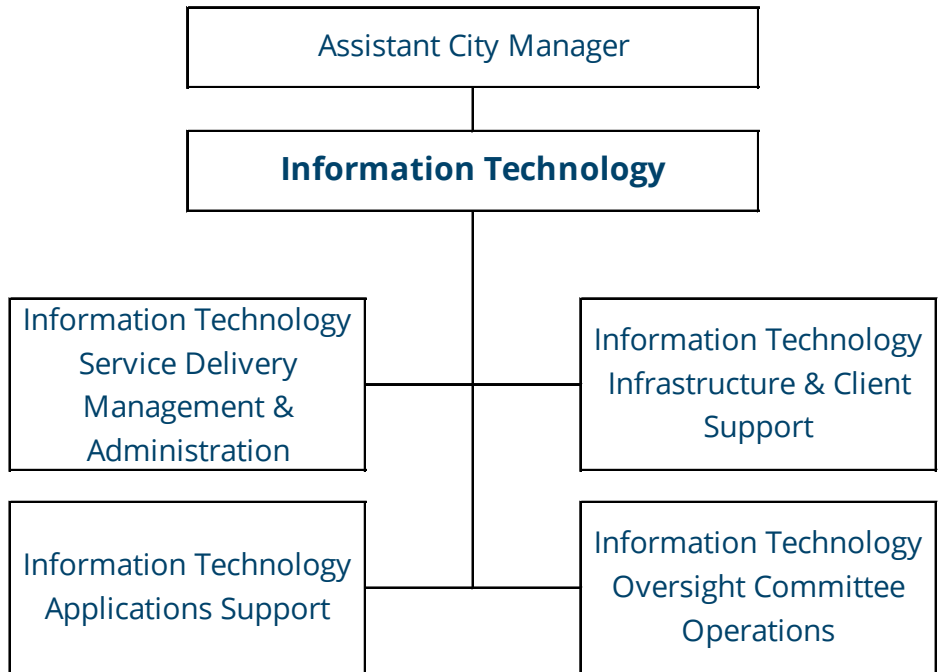 Assistant City Manager
Information Technology
Information Technology
Service Delivery
Management &
Administration
Information Technology
Infrastructure & Client
Support
Information Technology
Applications Support
Information Technology
Oversight Committee
Operations